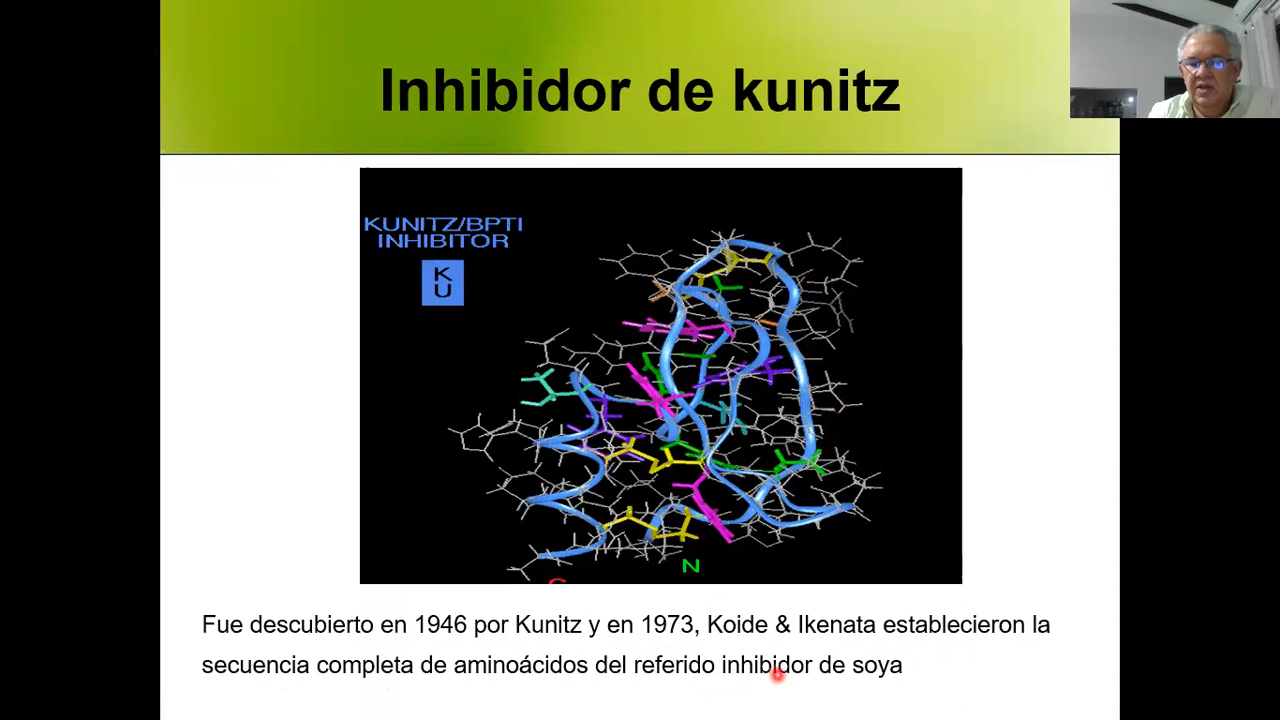 Inhibidor de kunitz
KUNITZ/BPTI
INHIBITOR
K
U
N
C
Fue descubierto en 1946 por Kunitz y en 1973, Koide & Ikenata establecieron la
secuencia completa de aminoácidos del referido inhibidor de soya